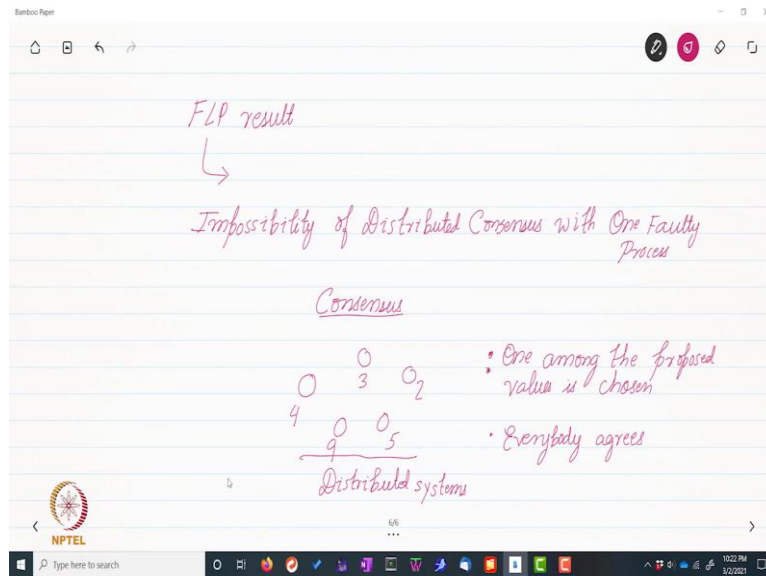 Bamboo Paper
FLP result
Impossibility of Distributed Consensus with One Faulty
Process
Consensus
3
2
4
9
5
Distributed systems
: One among the proposed
values is chosen
· Everybody agrees
NPTEL
6/6
Type here to search
10:22 PM
3/2/2021